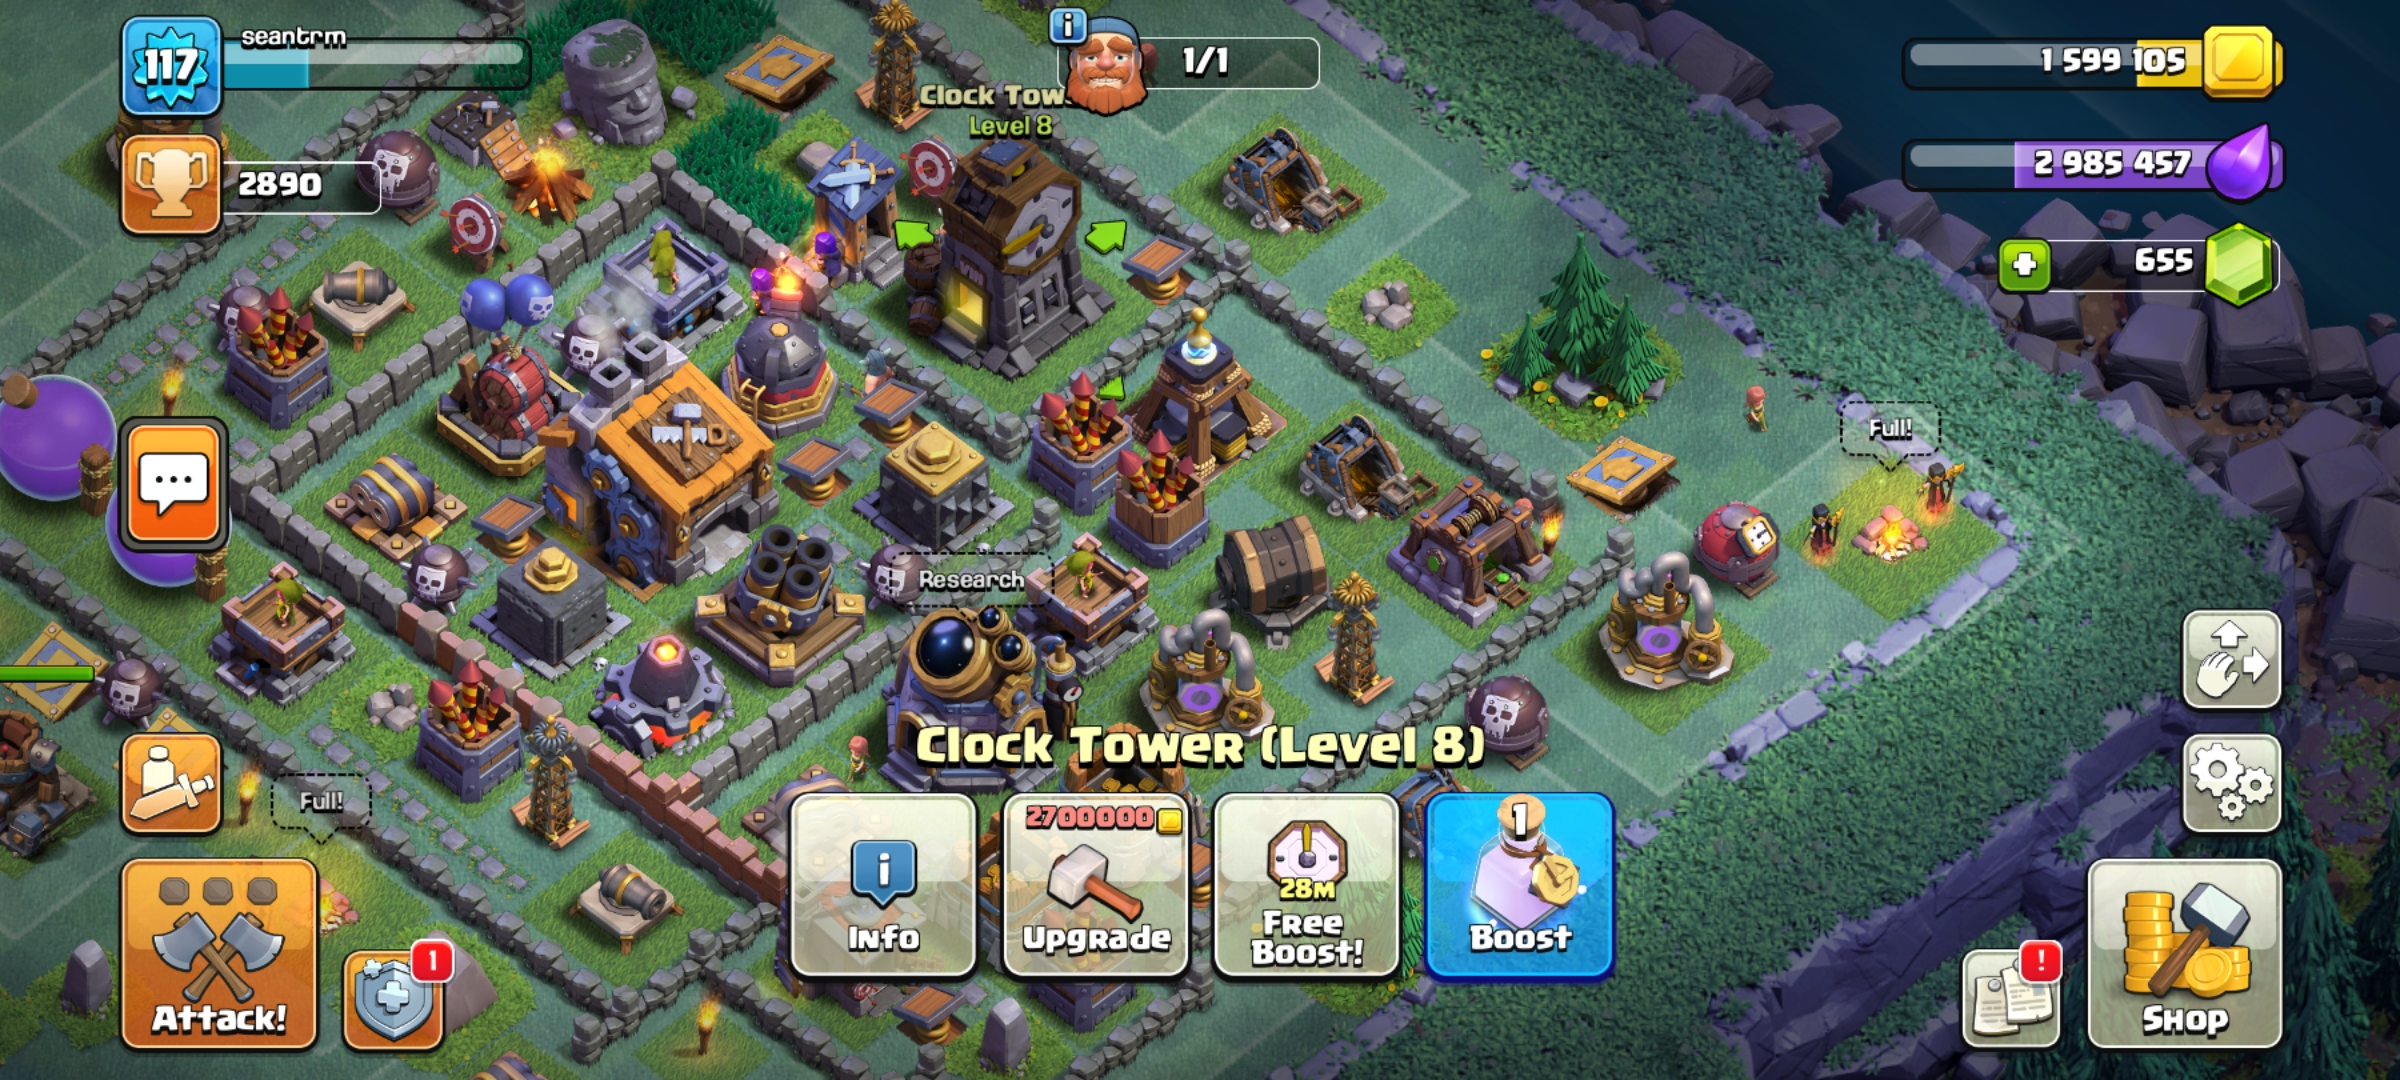 117
seantrm
1/1
1 599 105
Clock Tow
Level 8
2890
2 985 457
655
Full!
Research
Clock Tower (Level 8)
Full!
2700000
1
28M
Info
Upgrade
Free
Boost!
Boost
Attack!
1
!
Shop